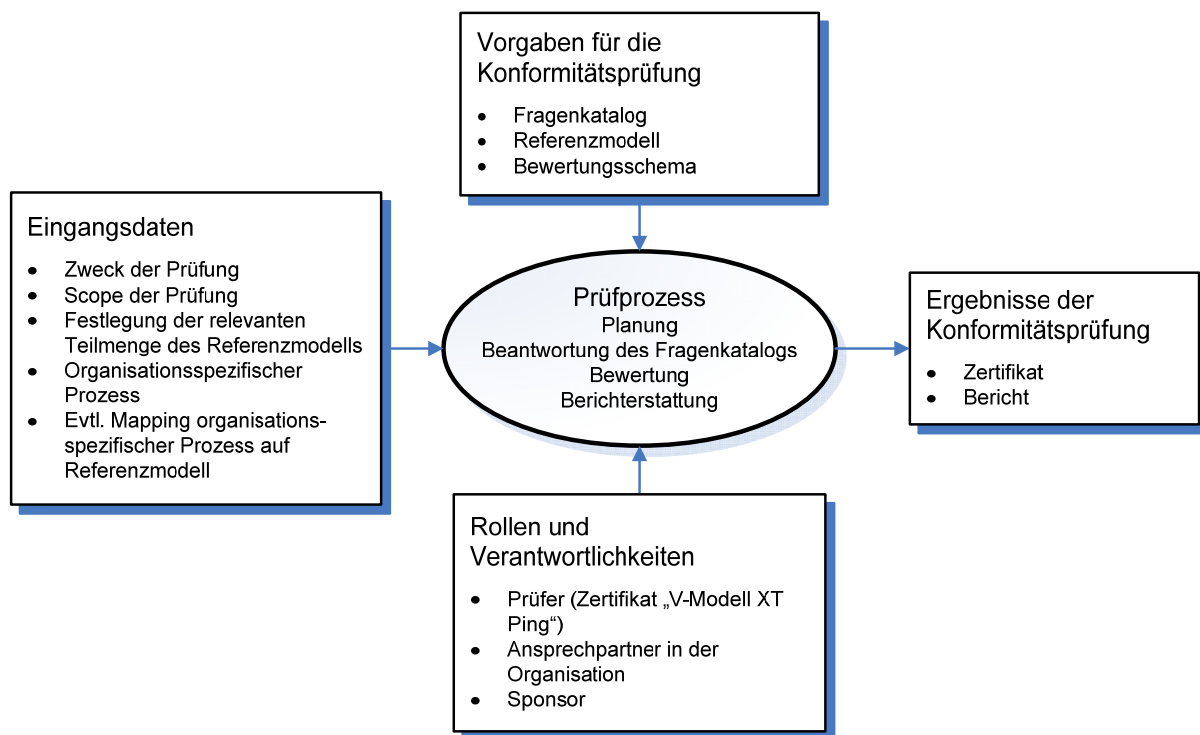 Vorgaben für die
Konformitätsprüfung
• Fragenkatalog
• Referenzmodell
• Bewertungsschema
Eingangsdaten
• Zweck der Prüfung
• Scope der Prüfung
• Festlegung der relevanten
Teilmenge des Referenzmodells
• Organisationsspezifischer
Prozess
• Evtl. Mapping organisations-
spezifischer Prozess auf
Referenzmodell
Prüfprozess
Planung
Beantwortung des Fragenkatalogs
Bewertung
Berichterstattung
Ergebnisse der
Konformitätsprüfung
• Zertifikat
• Bericht
Rollen und
Verantwortlichkeiten
• Prüfer (Zertifikat „V-Modell XT
Ping“)
• Ansprechpartner in der
Organisation
• Sponsor